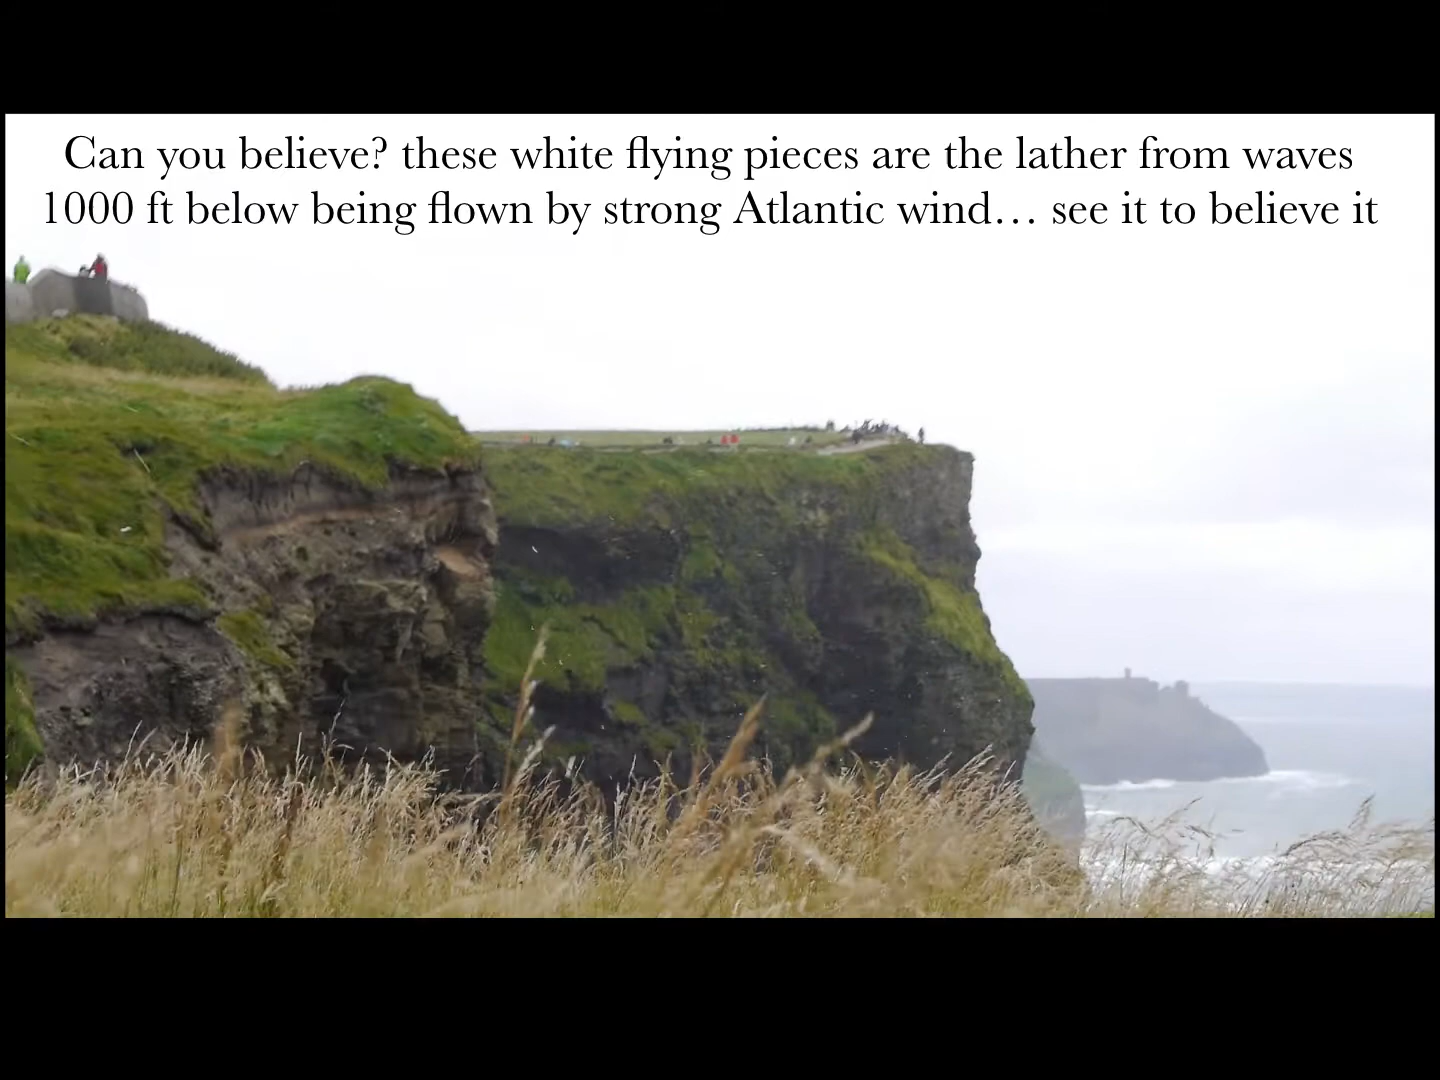 Can you believe? these white flying pieces are the lather from waves
1000 ft below being flown by strong Atlantic wind... see it to believe it